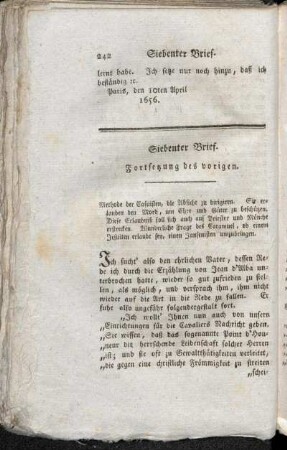 242 Siebenter Brief.
lernt habe. Ich setze nur noch hinzu, daß ich
beständig ꝛc.
Paris, den 10ten April
1656.
Siebenter Brief.
Fortsetzung des vorigen.
Methode der Casuisten, die Absicht zu dirigiren. Sie er-
lauben den Mord, um Ehre und Güter zu beschützen.
Diese Erlaubniß soll sich auch auf Priester und Mönche
erstrecken. Wunderliche Frage des Caramuel, ob einem
Jesuiten erlaubt sey, einen Jansenisten umzubringen.
Ich sucht' also den ehrlichen Vater, dessen Re-
de ich durch die Erzählung von Jean d'Alba un-
terbrochen hatte, wieder so gut zufrieden zu stel-
len, als möglich, und versprach ihm, ihm nicht
wieder auf die Art in die Rede zu fallen. Er
fuhr also ungefähr folgendergestalt fort.
„Ich wollt' Ihnen nun auch von unsern
„Einrichtungen für die Cavaliers Nachricht geben.
„Sie wissen, daß das sogenannte Point d'Hon-
„neur die herrschende Leidenschaft solcher Herren
„ist; und sie oft zu Gewaltthätigkeiten verleitet,
„die gegen eine christliche Frömmigkeit zu streiten
„schei-